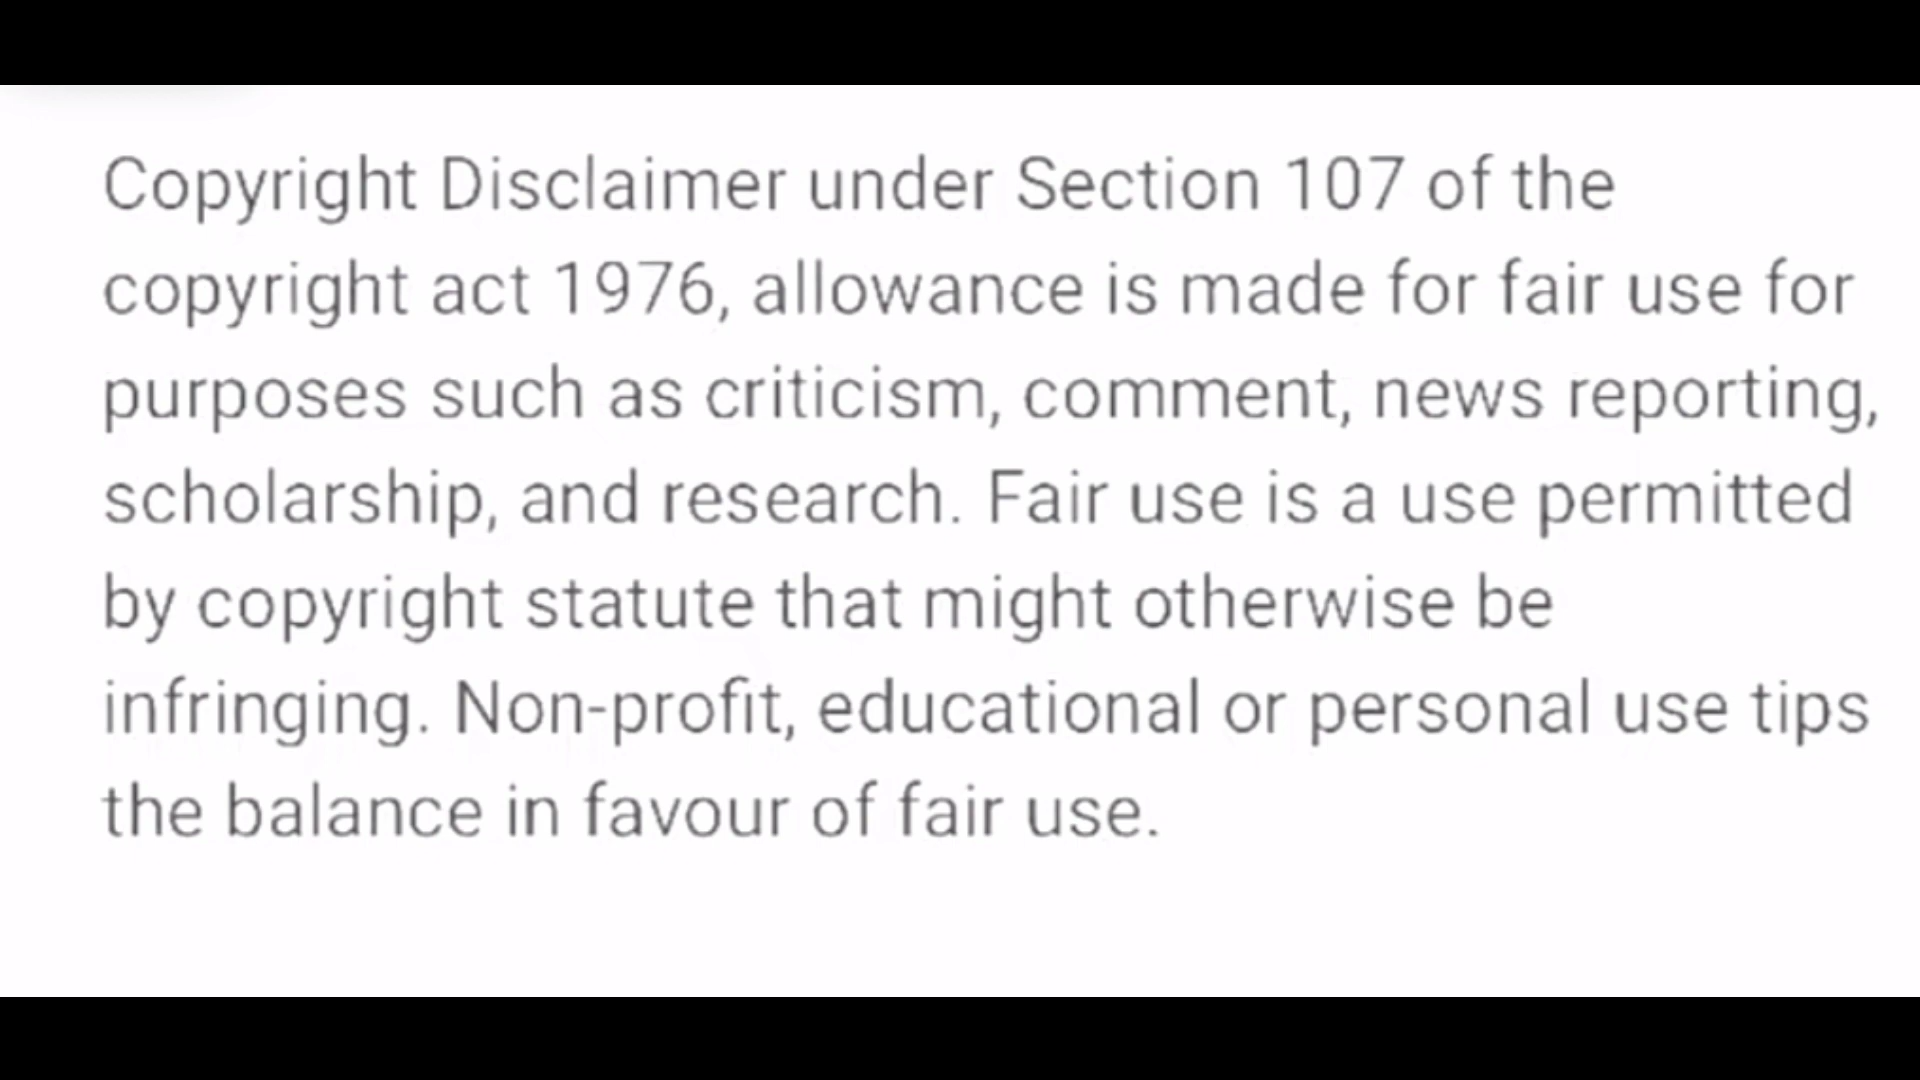 Copyright Disclaimer under Section 107 of the
copyright act 1976, allowance is made for fair use for
purposes such as criticism, comment, news reporting,
scholarship, and research. Fair use is a use permitted
by copyright statute that might otherwise be
infringing. Non-profit, educational or personal use tips
the balance in favour of fair use.